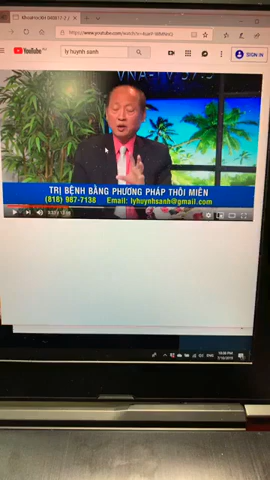 YouTube
ly huynh sanh
SIGN IN
VNA-TV 57.3
TRỊ BỆNH BẰNG PHƯƠNG PHÁP THÔI MIÊN
(818) 987-7138 Email: lyhuynhsanh@gmail.com
ENG